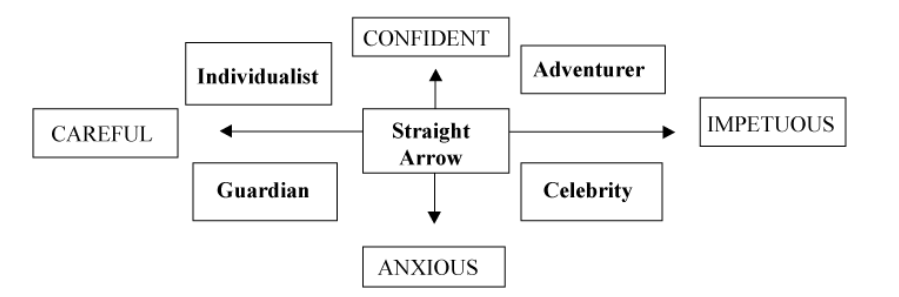 CONFIDENT
Individualist
Adventurer
CAREFUL
Straight
Arrow
IMPETUOUS
Guardian
Celebrity
ANXIOUS